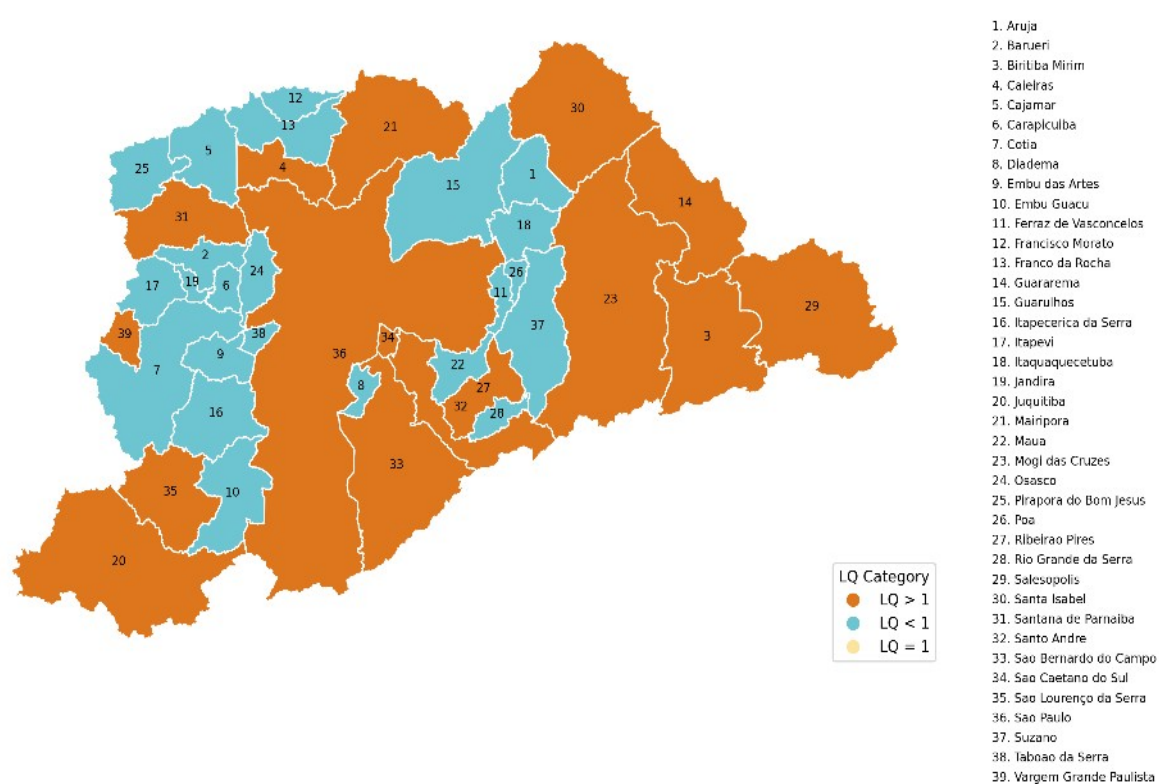 30
12
13
21
5
4
25
15
1
14
31
18
2
24
26
19
6
17
11
23
29
37
39
38
34
3
36
9
22
7
8
27
32
28
16
33
35
10
20
LQ Category
LQ > 1
LQ < 1
LQ = 1
1. Aruja
2. Barueri
3. Biritiba Mirim
4. Caieiras
5. Cajamar
6. Carapicuiba
7. Cotia
8. Diadema
9. Embu das Artes
10. Embu Guacu
11. Ferraz de Vasconcelos
12. Francisco Morato
13. Franco da Rocha
14. Guararema
15. Guarulhos
16. Itapecerica da Serra
17. Itapevi
18. Itaquaquecetuba
19. Jandira
20. Juquitiba
21. Mairipora
22. Maua
23. Mogi das Cruzes
24. Osasco
25. Pirapora do Bom Jesus
26. Poa
27. Ribeirao Pires
28. Rio Grande da Serra
29. Salesopolis
30. Santa Isabel
31. Santana de Parnaiba
32. Santo Andre
33. Sao Bernardo do Campo
34. Sao Caetano do Sul
35. Sao Lourenço da Serra
36. Sao Paulo
37. Suzano
38. Taboao da Serra
39. Vargem Grande Paulista